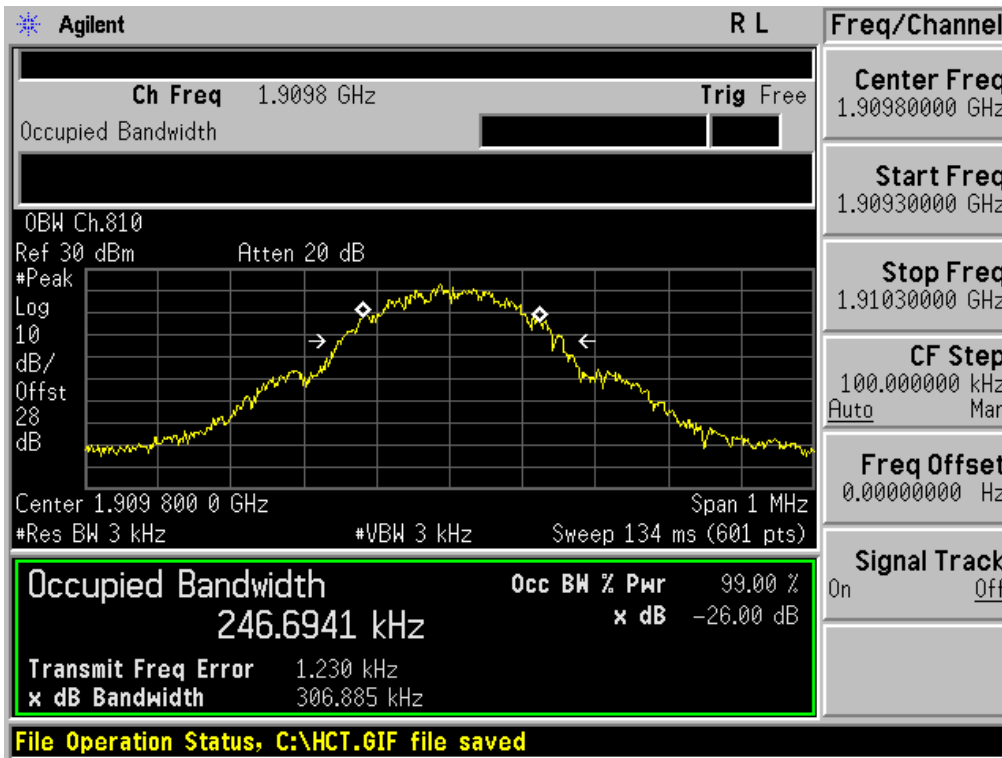 Agilent R L
Ch Freq 1.9098 GHz Trig Free
Occupied Bandwidth
OBW Ch.810
Ref 30 dBm Atten 20 dB
#Peak
Log
10
dB/
Offst
28
dB
Center 1.909 800 0 GHz Span 1 MHz
#Res BW 3 kHz #VBW 3 kHz Sweep 134 ms (601 pts)
Occupied Bandwidth Occ BW % Pwr 99.00 %
246.6941 kHz x dB -26.00 dB
Transmit Freq Error 1.230 kHz
x dB Bandwidth 306.885 kHz
File Operation Status, C:\HCT.GIF file saved
Freq/Channel
Center Freq
1.90980000 GHz
Start Freq
1.90930000 GHz
Stop Freq
1.91030000 GHz
CF Step
100.000000 kHz
Auto Man
Freq Offset
0.00000000 Hz
Signal Track
On Off